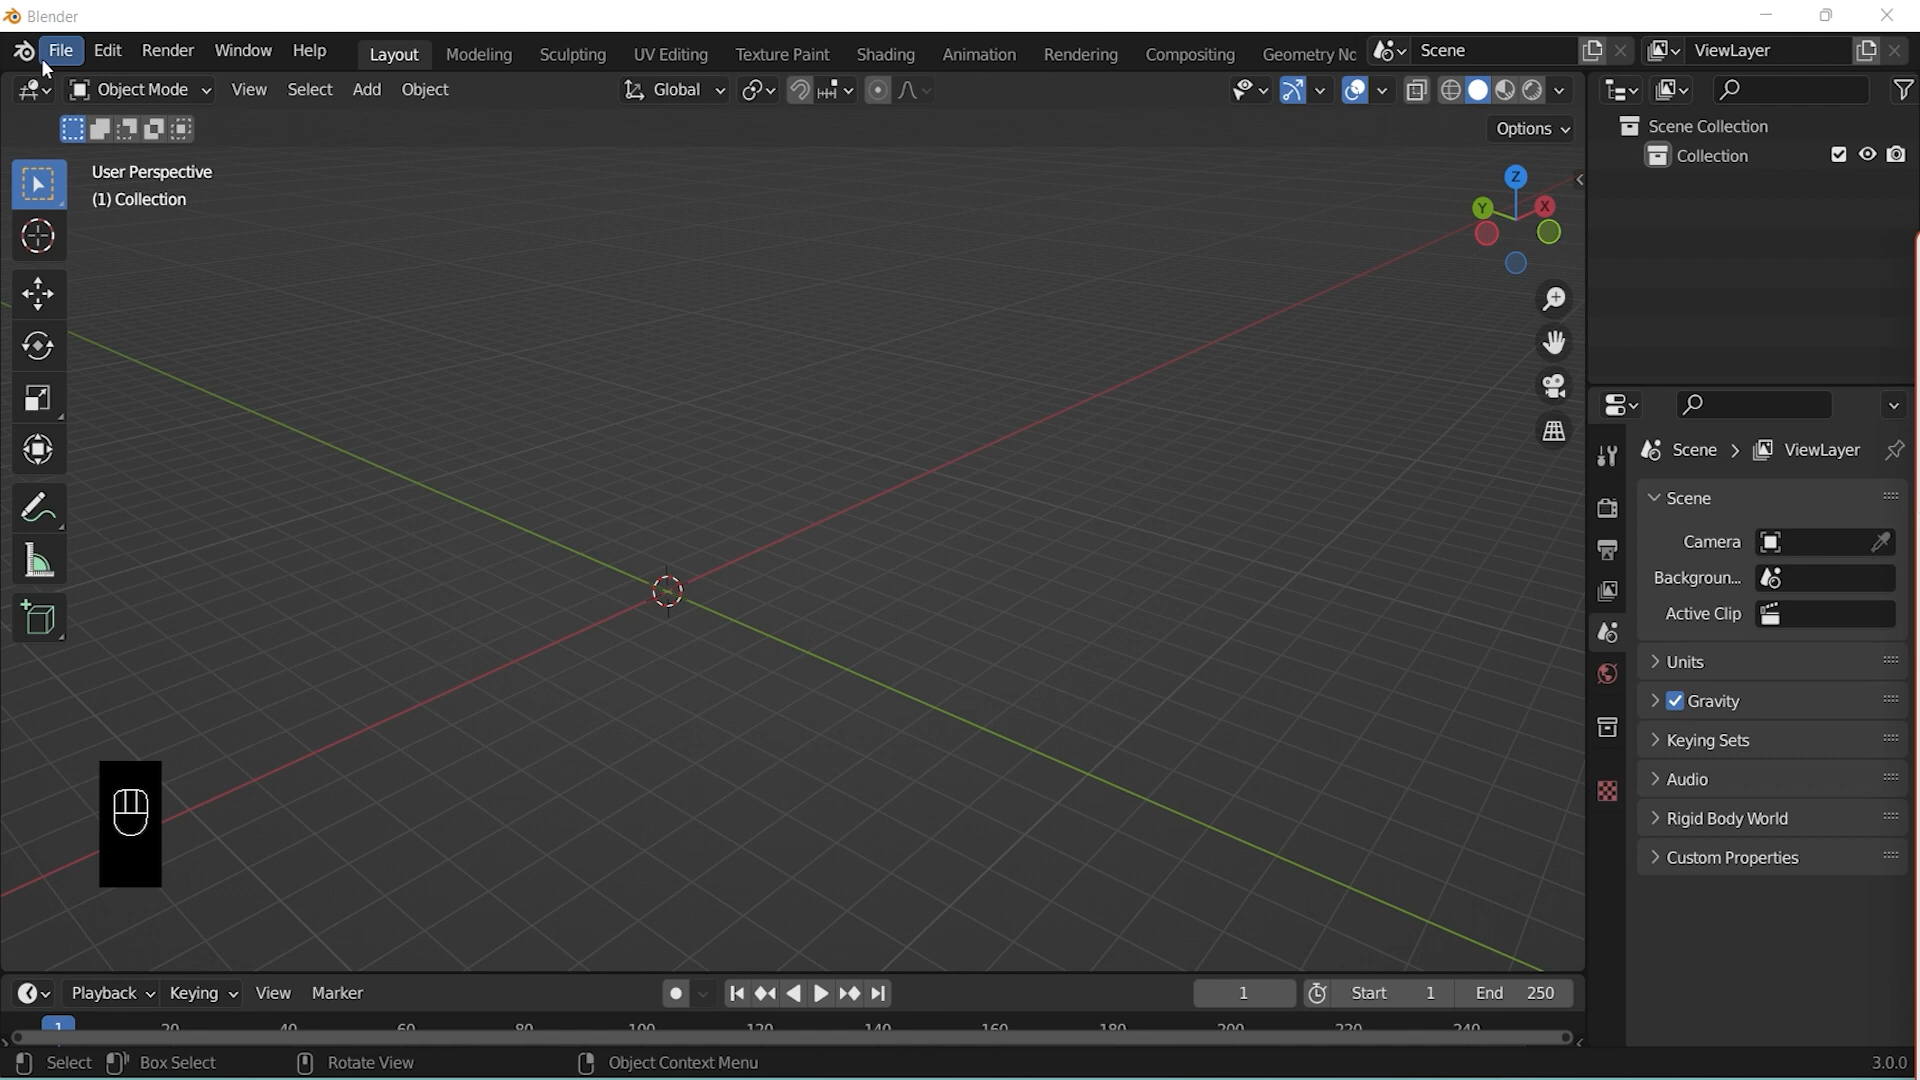 Blender
File Edit Render Window Help Layout Modeling Sculpting UV Editing Texture Paint Shading Animation Rendering Compositing Geometry No Scene ViewLayer
Object Mode View Select Add Object Global
Options
User Perspective
(1) Collection
Z
Y
X
Scene Collection
Collection
Scene ViewLayer
Scene
Camera
Backgroun...
Active Clip
Units
Gravity
Keying Sets
Audio
Rigid Body World
Custom Properties
Playback Keying View Marker 1 Start 1 End 250
1 20 40 60 80 100 120 140 160 180 200 220 240
Select Box Select Rotate View Object Context Menu 3.0.0